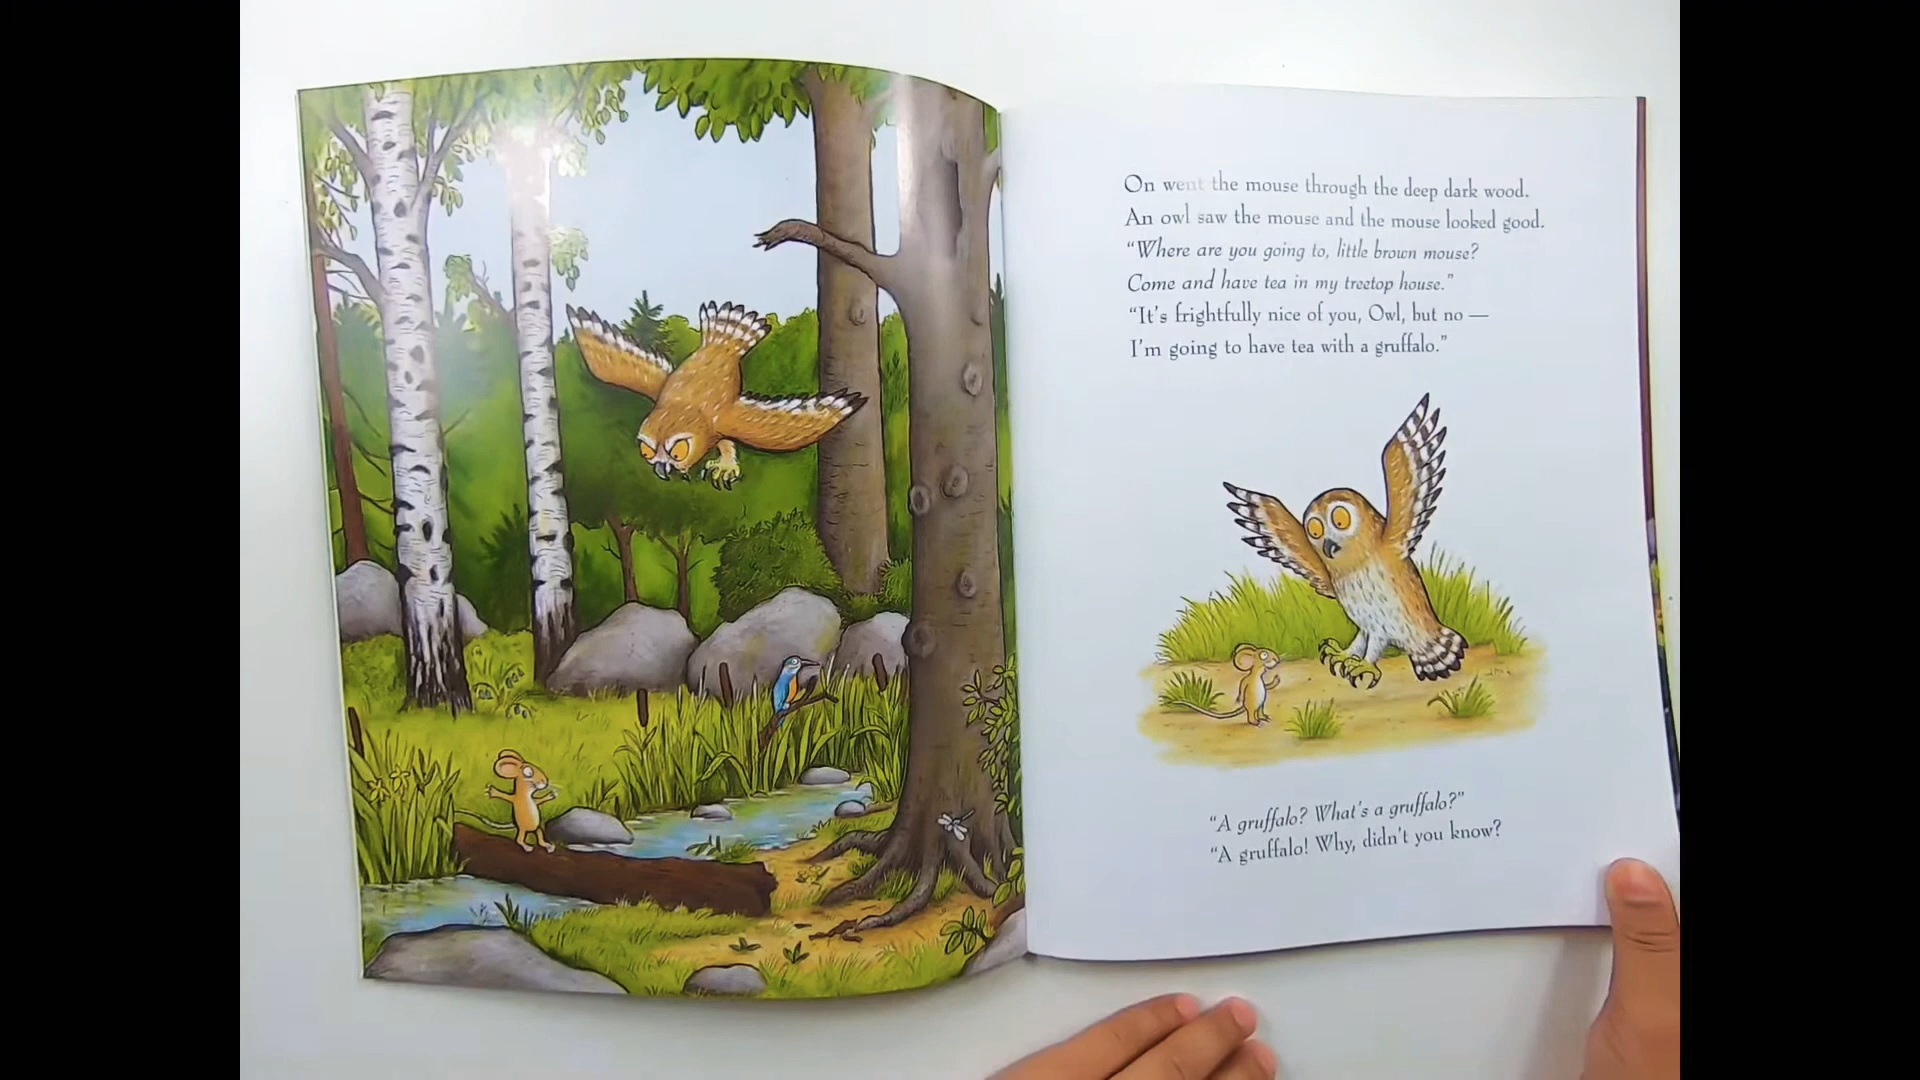 On went the mouse through the deep dark wood.
An owl saw the mouse and the mouse looked good.
“Where are you going to, little brown mouse?
Come and have tea in my treetop house.”
“It's frightfully nice of you, Owl, but no —
I'm going to have tea with a gruffalo.”
“A gruffalo? What's a gruffalo?”
“A gruffalo! Why, didn't you know?